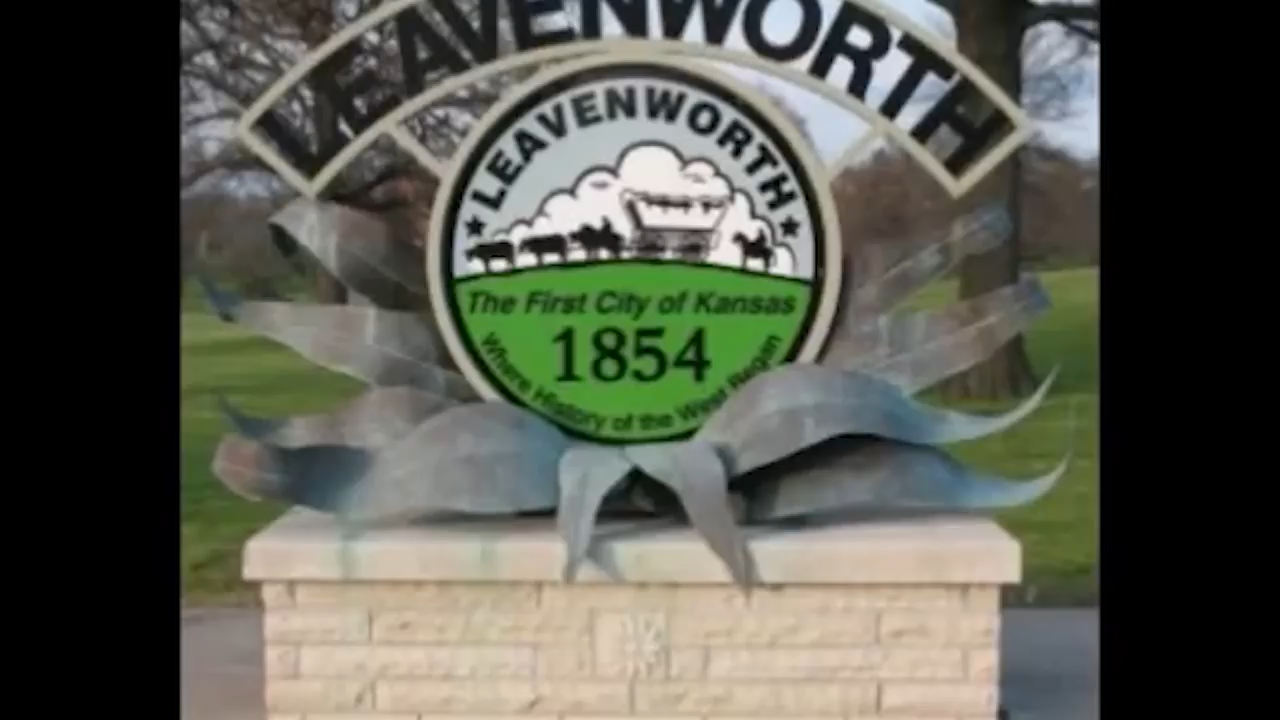 LEAVENWORTH
LEAVENWORTH
The First City of Kansas
1854
Where History of the West Began